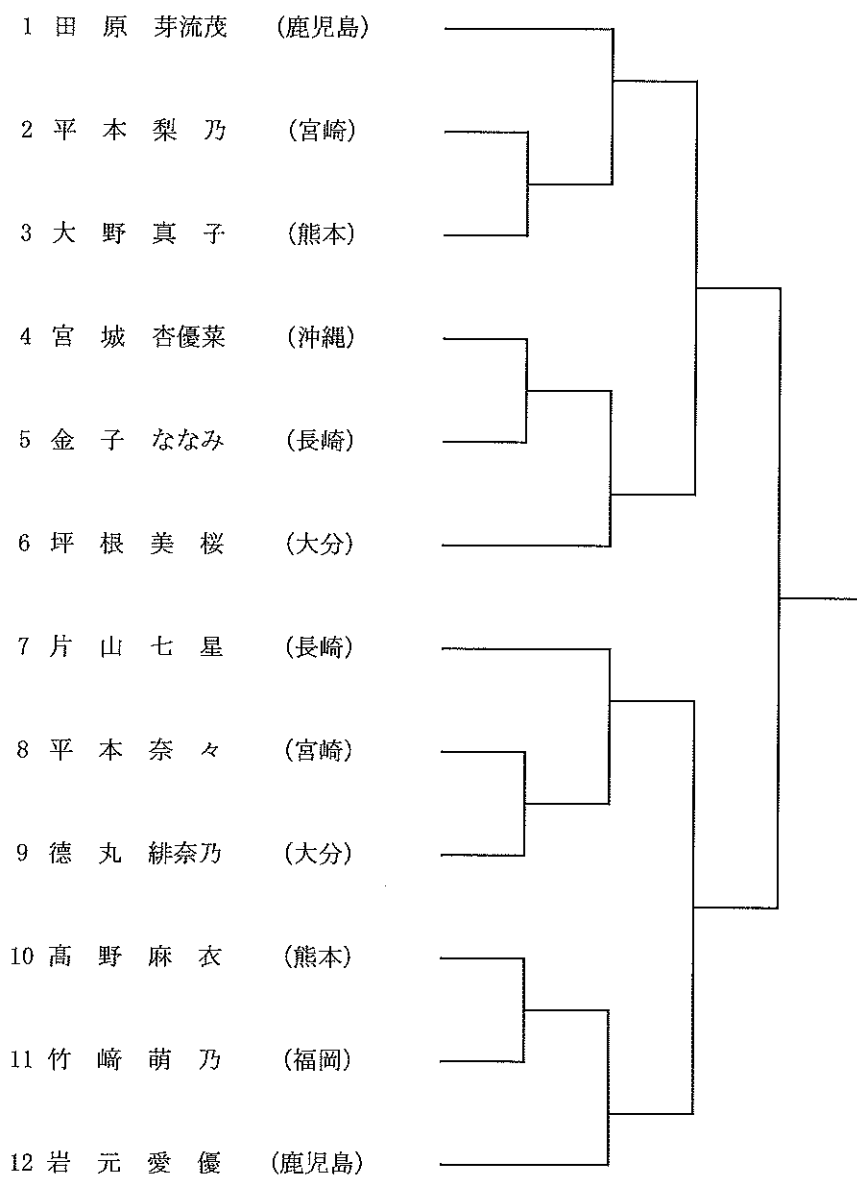 1 田原 芽流茂 (鹿児島)
2 平本梨乃 (宮崎)
3 大野真子 (熊本)
4 宮城 杏優菜 (沖縄)
5 金子 ななみ (長崎)
6 坪根美桜 (大分)
7 片山七星 (長崎)
8 平本奈々 (宮崎)
9 德丸 緋奈乃 (大分)
10 髙野麻衣 (熊本)
11 竹﨑萌乃 (福岡)
12 岩元愛優 (鹿児島)